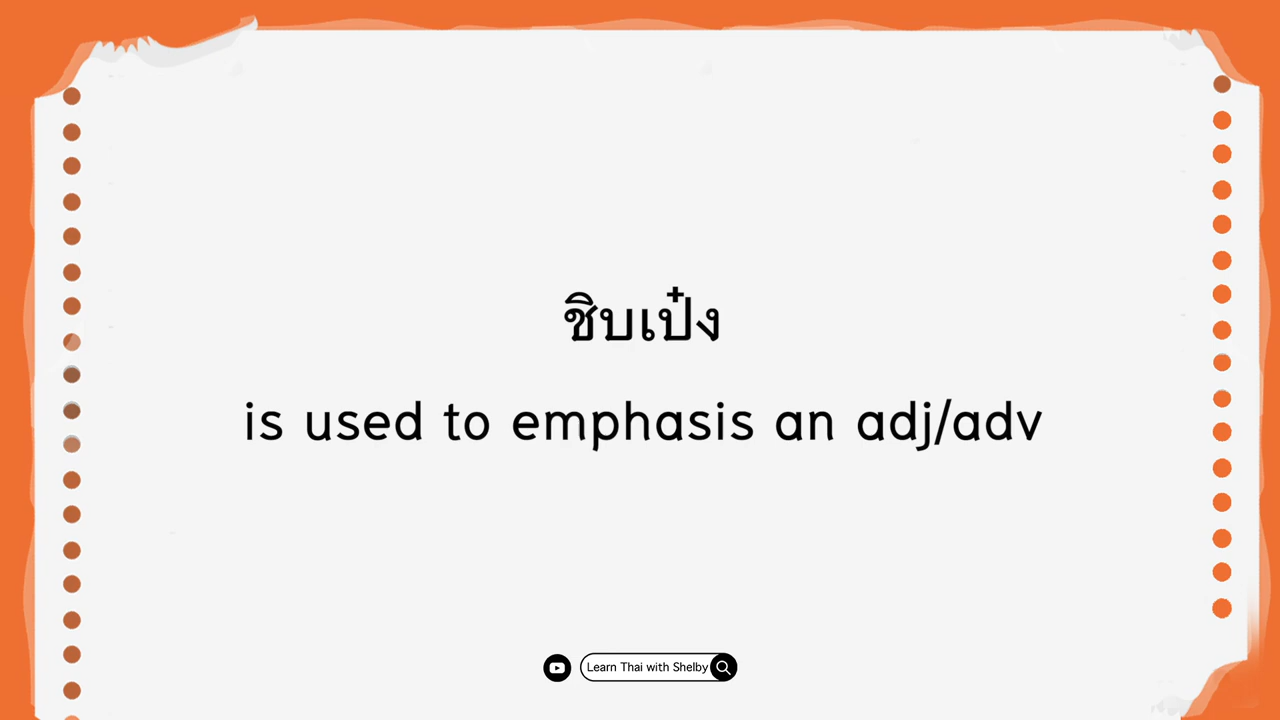 ชิบเป๋ง
is used to emphasis an adj/adv
Learn Thai with Shelby